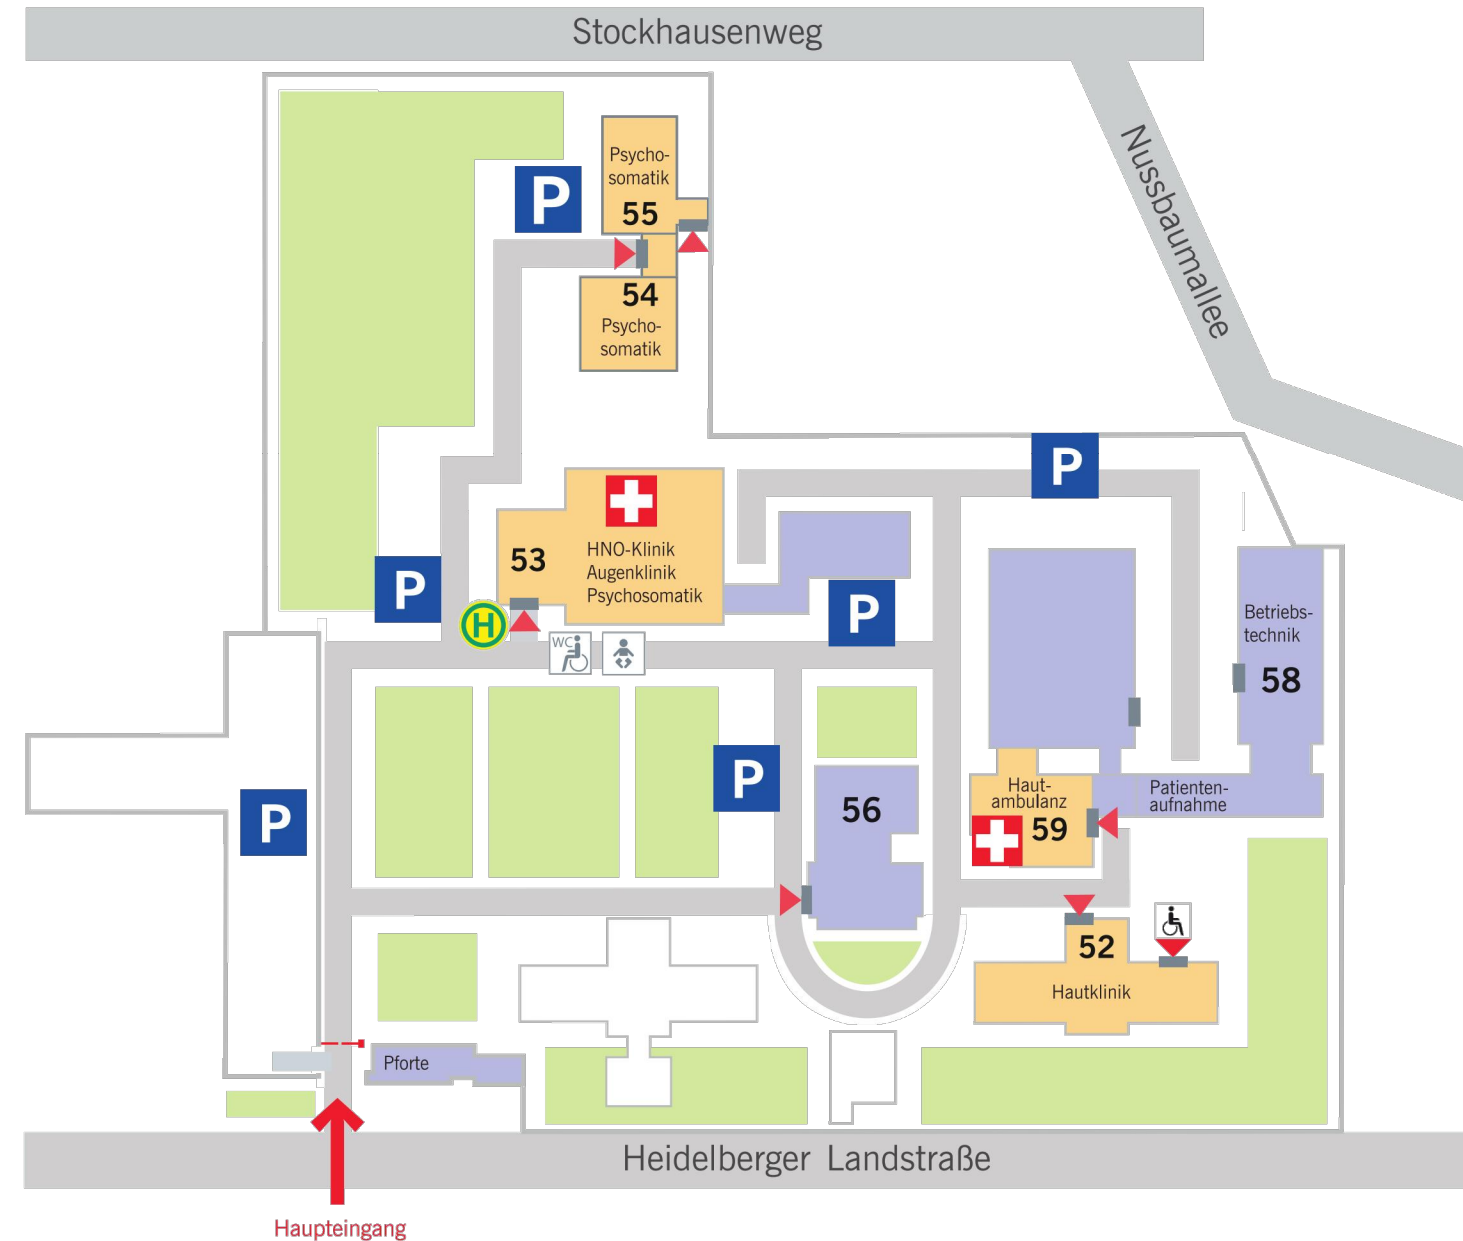 Stockhausenweg
Nussbaumallee
Psycho-
somatik
55
P
54
Psycho-
somatik
P
53
HNO-Klinik
Augenklinik
Psychosomatik
P
H
WC
P
Betriebs-
technik
58
P
P
56
Haut-
ambulanz
59
Patienten-
aufnahme
52
Hautklinik
Pforte
Heidelberger Landstraße
Haupteingang